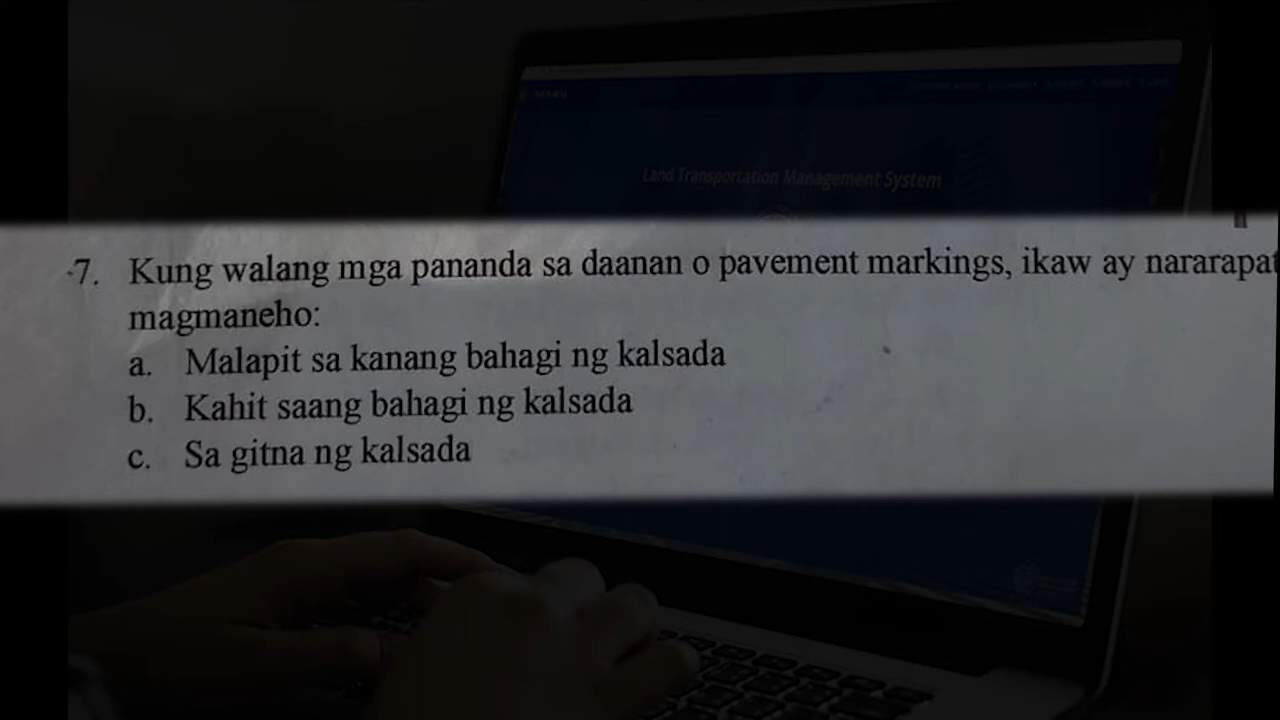 Land Transportation Management System
7. Kung walang mga pananda sa daanan o pavement markings, ikaw ay nararapat
magmaneho:
a. Malapit sa kanang bahagi ng kalsada
b. Kahit saang bahagi ng kalsada
c. Sa gitna ng kalsada